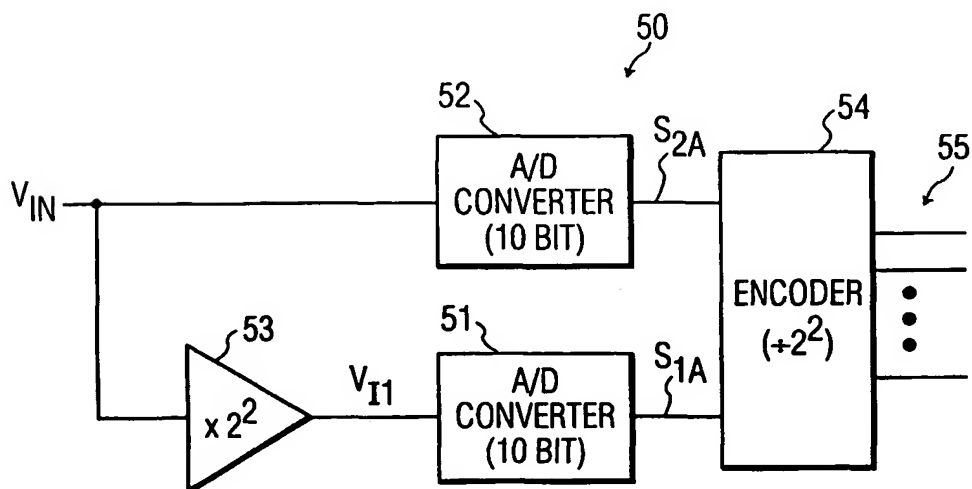 50
52
54
S2A
55
A/D
CONVERTER
(10 BIT)
VIN
ENCODER
(÷2²)
53
51
VI1
S1A
A/D
CONVERTER
(10 BIT)
x 2²